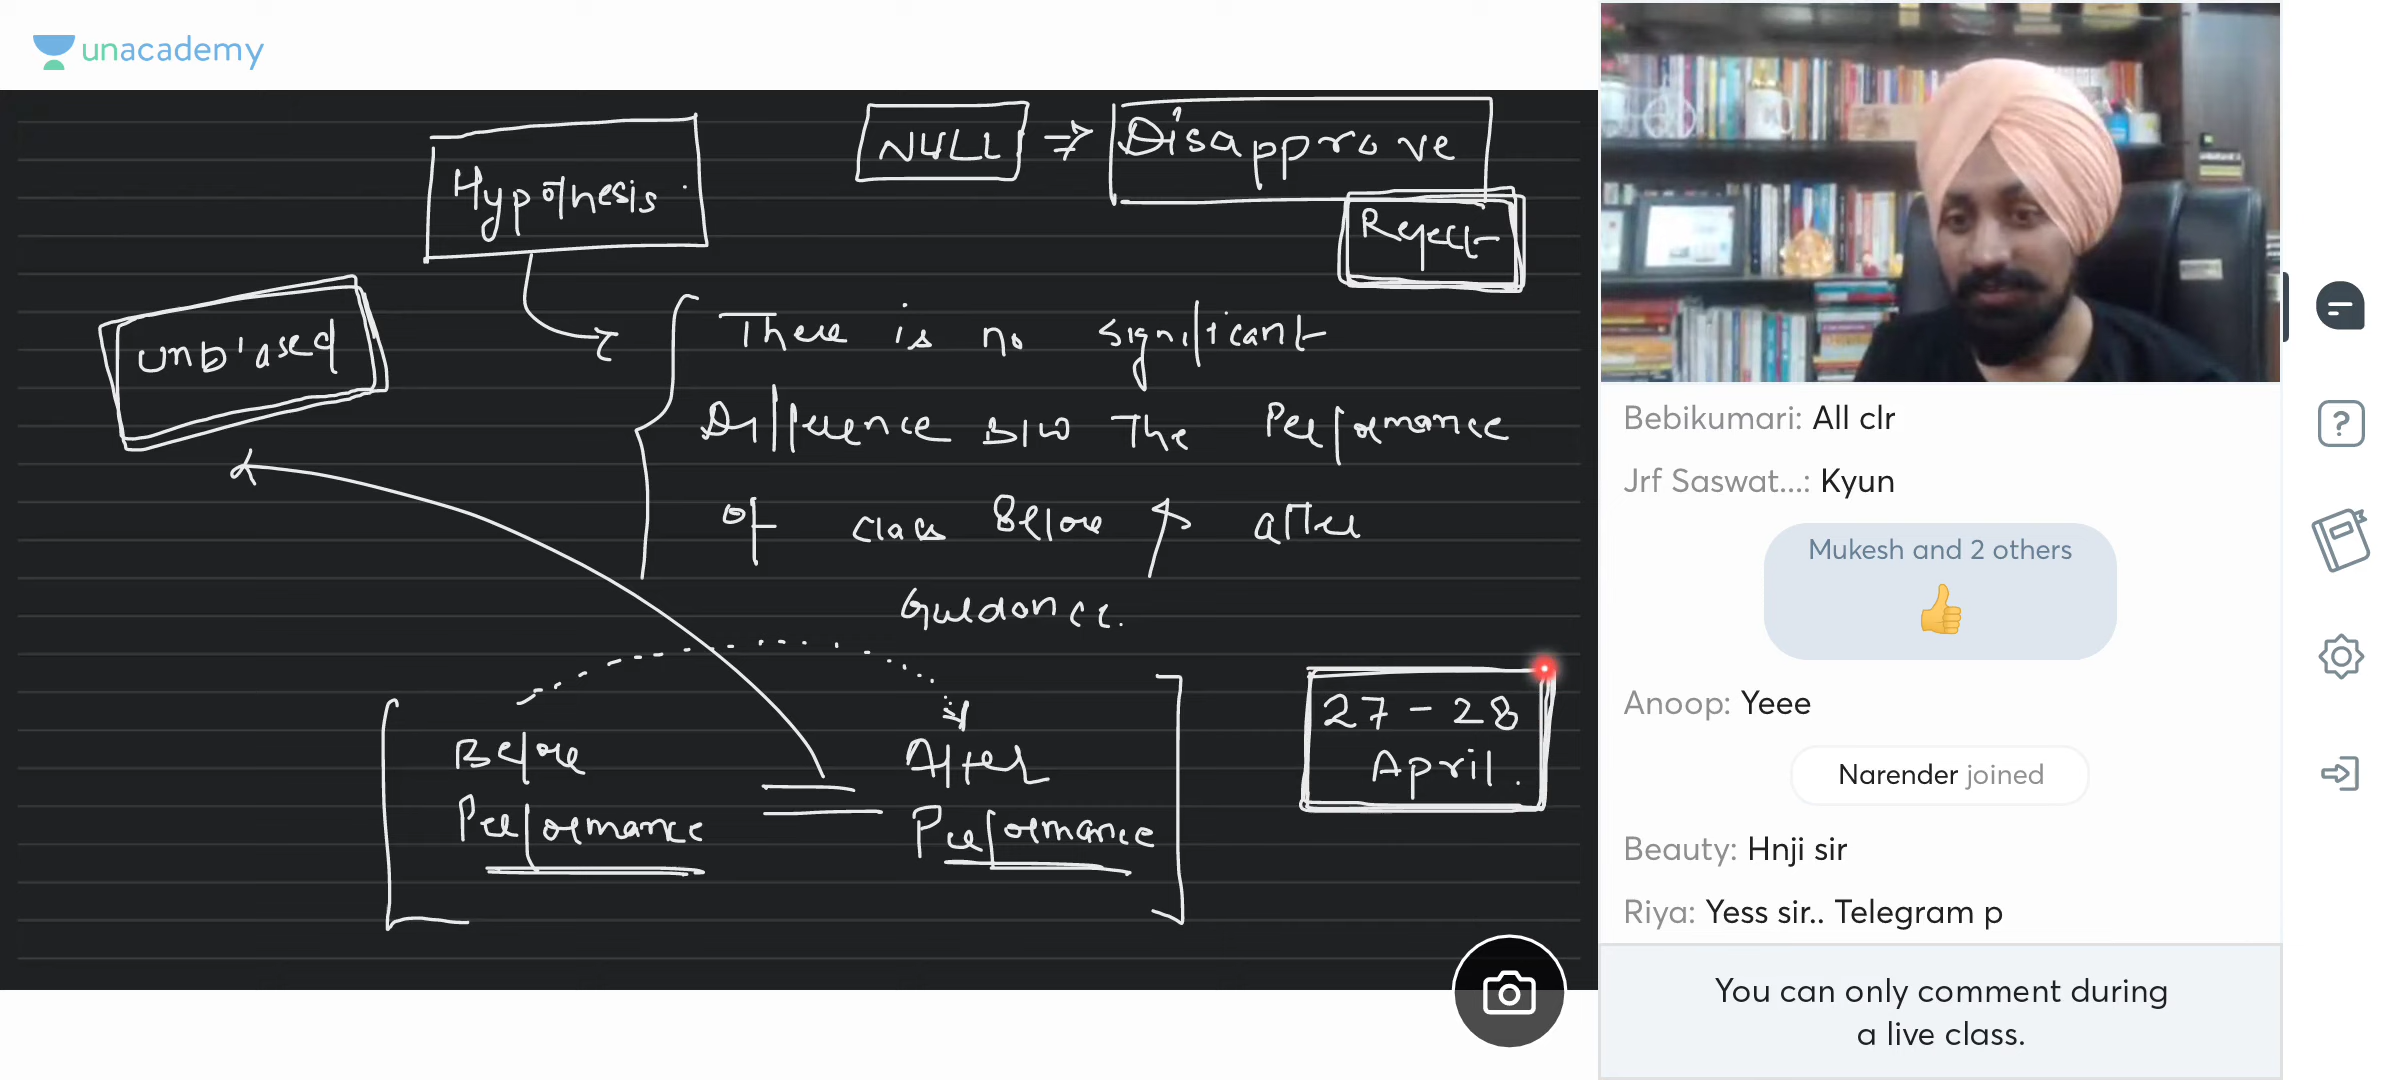 unacademy
NULL ⇒ Disapprove
Hypothesis
Reject
unbiased
There is no significant
Difference B/w The Performance
of class Before & after
Guidance.
Before
Performance
=
After
Performance
27 - 28
April.
Bebikumari: All clr
Jrf Saswat...: Kyun
Mukesh and 2 others
👍
Anoop: Yeee
Narender joined
Beauty: Hnji sir
Riya: Yess sir.. Telegram p
You can only comment during
a live class.